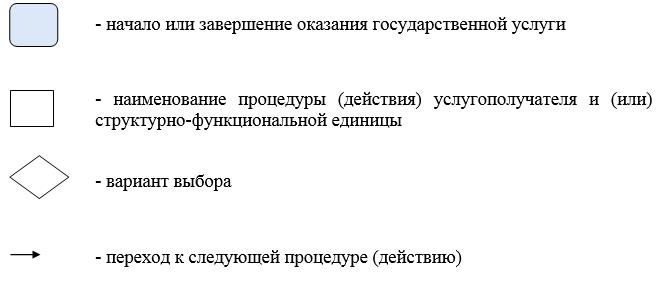 - начало или завершение оказания государственной услуги
- наименование процедуры (действия) услугополучателя и (или)
структурно-функциональной единицы
- вариант выбора
- переход к следующей процедуре (действию)